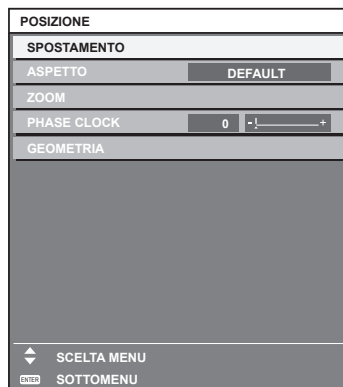 POSIZIONE
SPOSTAMENTO
ASPETTO DEFAULT
ZOOM
PHASE CLOCK 0 - +
GEOMETRIA
SCELTA MENU
ENTER SOTTOMENU